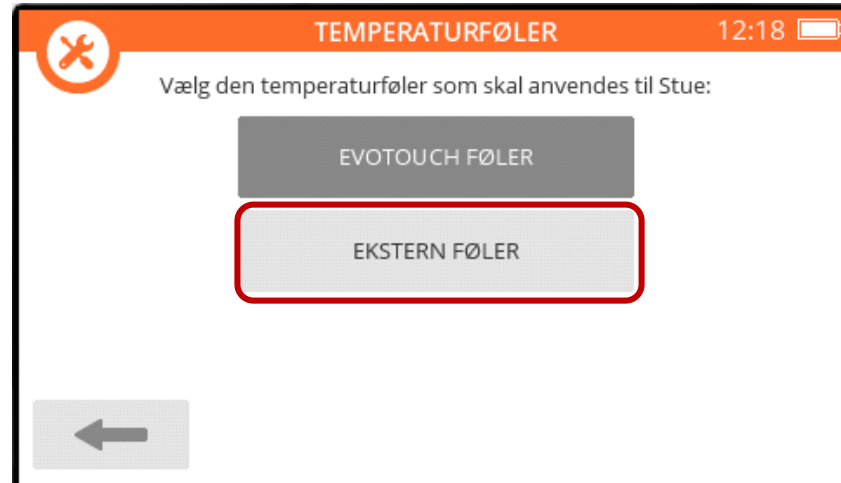 TEMPERATURFØLER 12:18
Vælg den temperaturføler som skal anvendes til Stue:
EVOTOUCH FØLER
EKSTERN FØLER